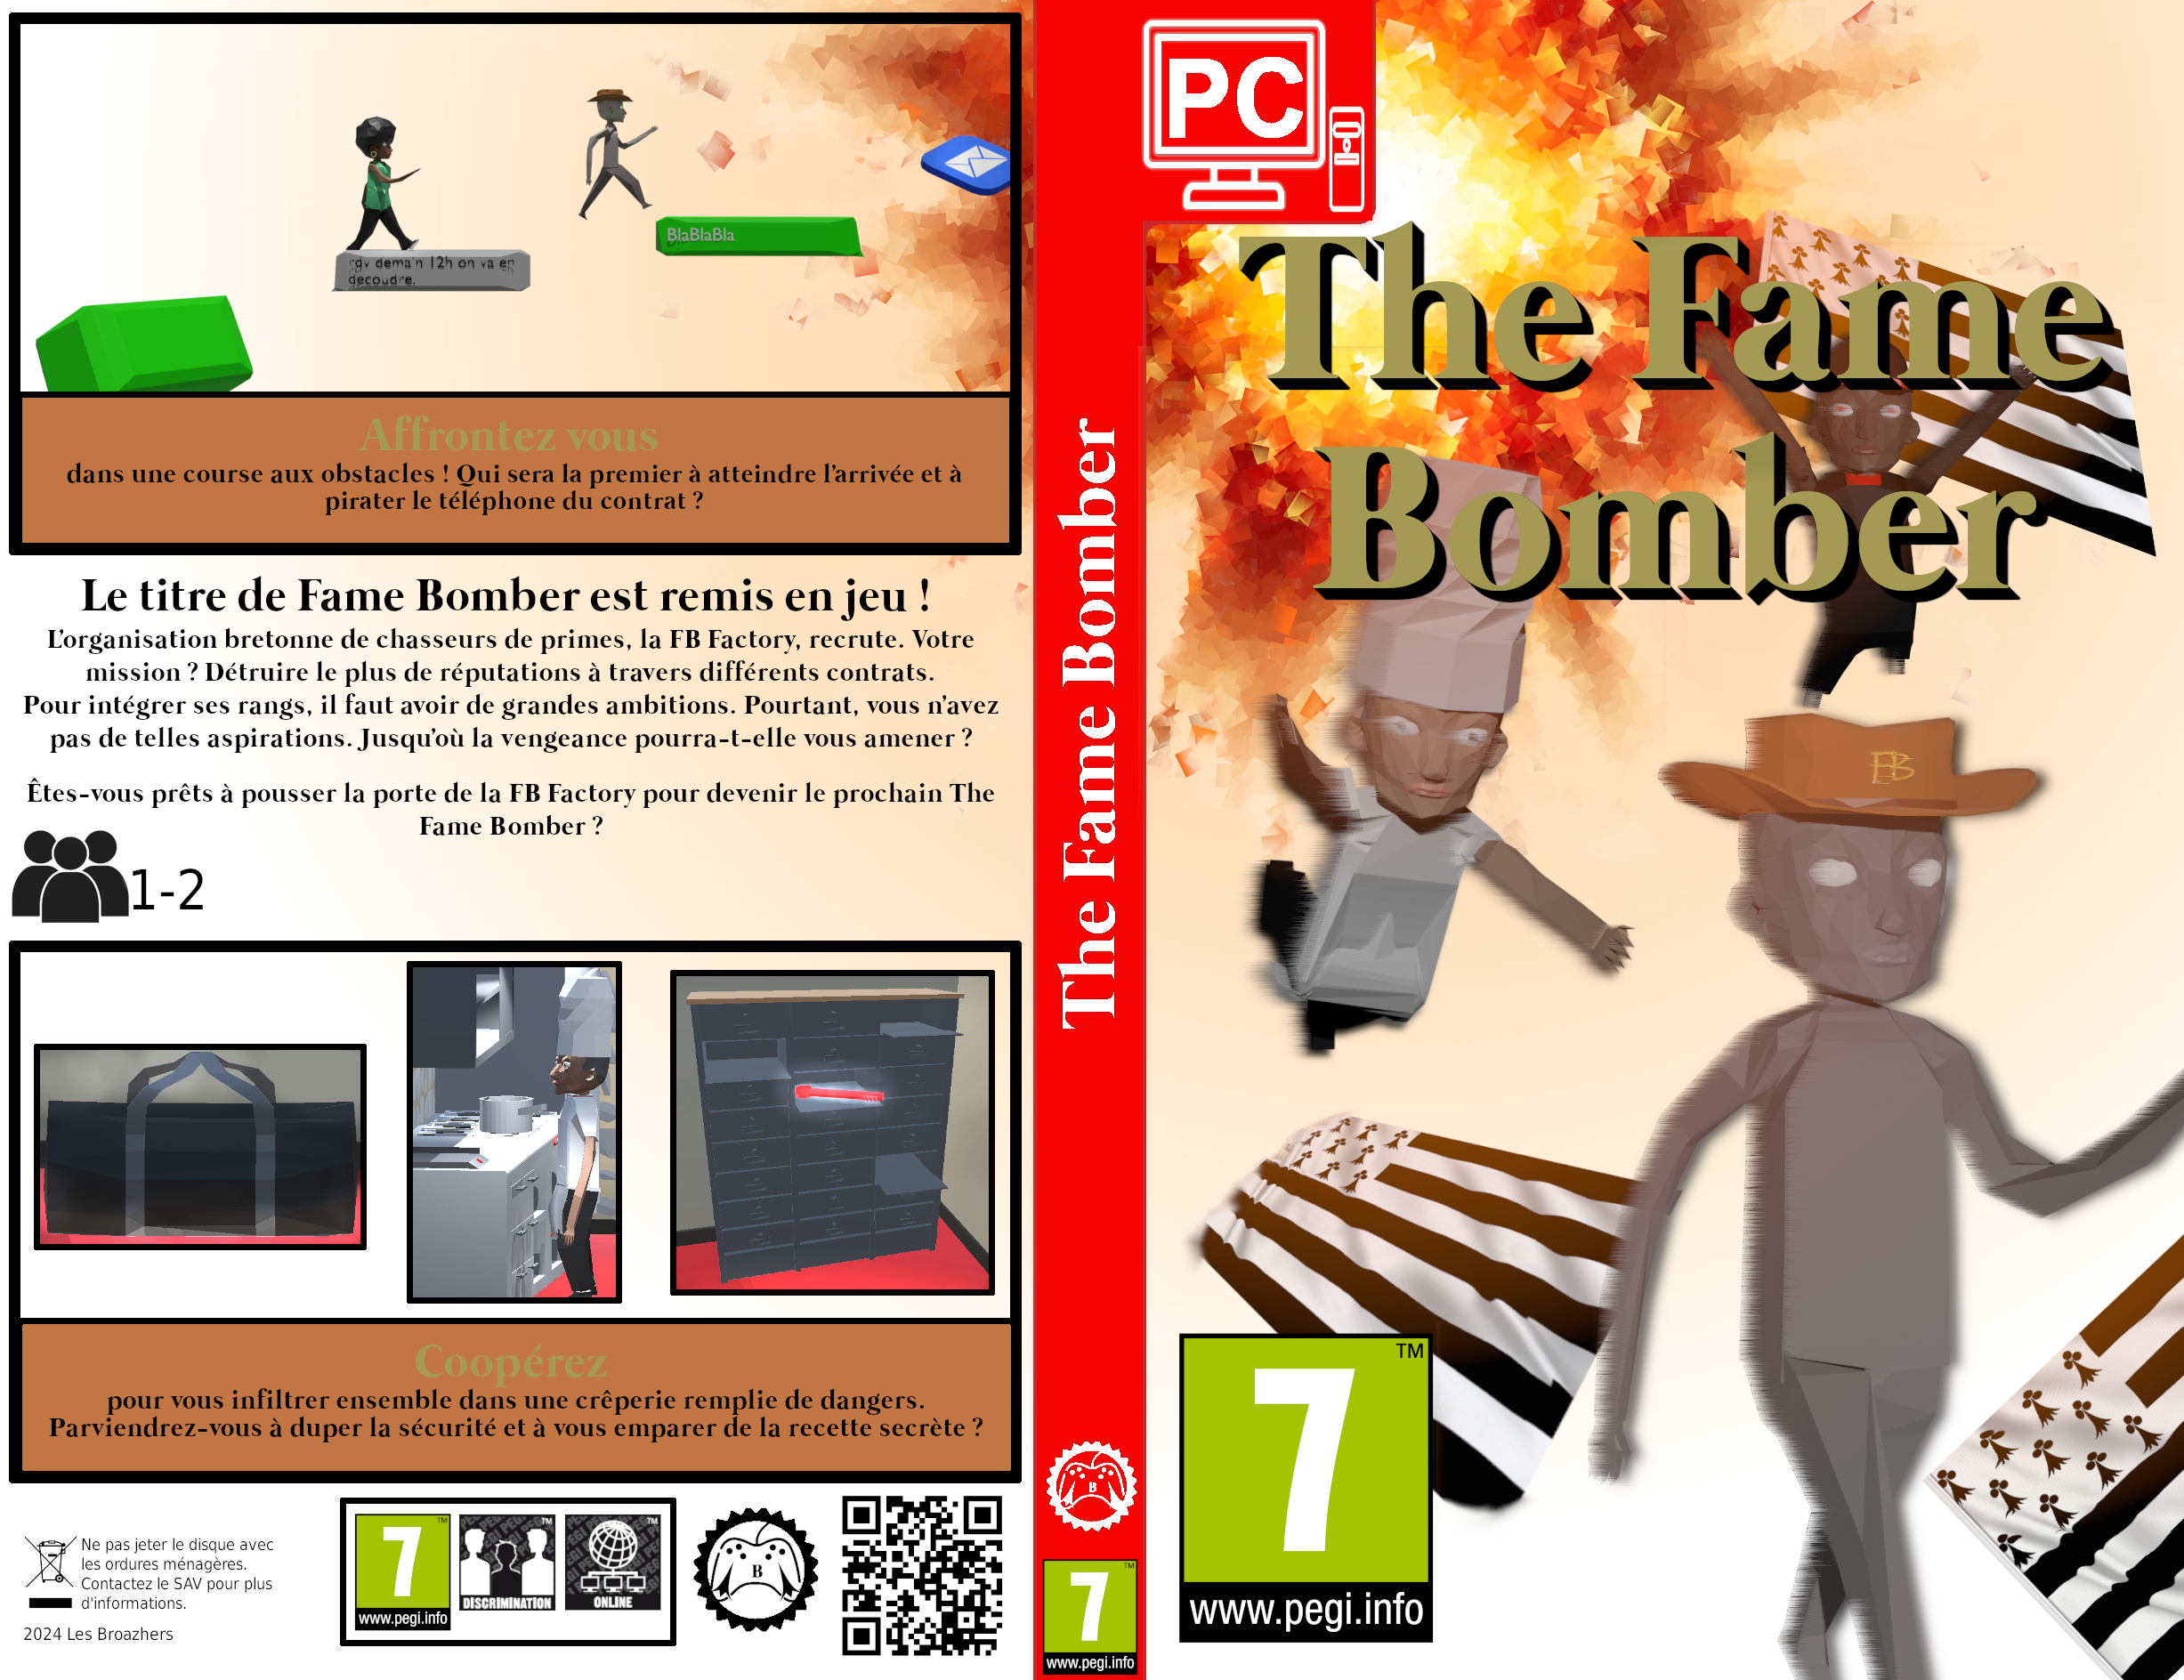 BlaBlaBla
rdv demain 12h on va en
decoudre.
Affrontez vous
dans une course aux obstacles ! Qui sera la premier à atteindre l'arrivée et à
pirater le téléphone du contrat ?
Le titre de Fame Bomber est remis en jeu !
L'organisation bretonne de chasseurs de primes, la FB Factory, recrute. Votre
mission ? Détruire le plus de réputations à travers différents contrats.
Pour intégrer ses rangs, il faut avoir de grandes ambitions. Pourtant, vous n'avez
pas de telles aspirations. Jusqu'où la vengeance pourra-t-elle vous amener ?
Êtes-vous prêts à pousser la porte de la FB Factory pour devenir le prochain The
Fame Bomber ?
1-2
Coopérez
pour vous infiltrer ensemble dans une crêperie remplie de dangers.
Parviendrez-vous à duper la sécurité et à vous emparer de la recette secrète ?
Ne pas jeter le disque avec
les ordures ménagères.
Contactez le SAV pour plus
d'informations.
2024 Les Broazhers
7
TM
www.pegi.info
TM
DISCRIMINATION
TM
ONLINE
B
The Fame Bomber
B
7
TM
www.pegi.info
PC
The Fame
Bomber
FB
7
TM
www.pegi.info